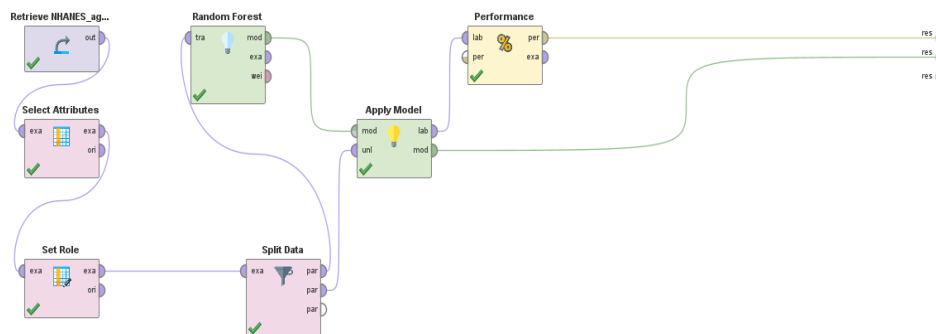 Retrieve NHANES_ag...
out
Random Forest
tra mod
exa
wei
Performance
lab per
per exa
res
res
res
Select Attributes
exa exa
ori
Apply Model
mod lab
unl mod
Set Role
exa exa
ori
Split Data
exa par
par
par